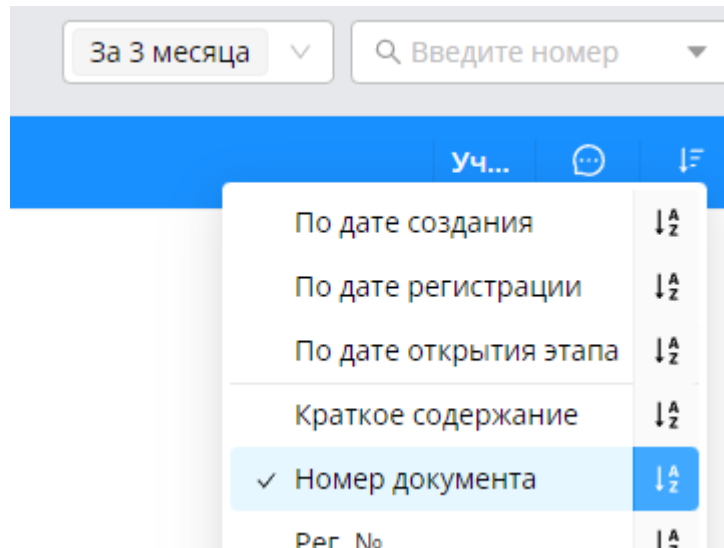 За 3 месяца
Введите номер
Уч...
По дате создания
По дате регистрации
По дате открытия этапа
Краткое содержание
Номер документа
Рег. №